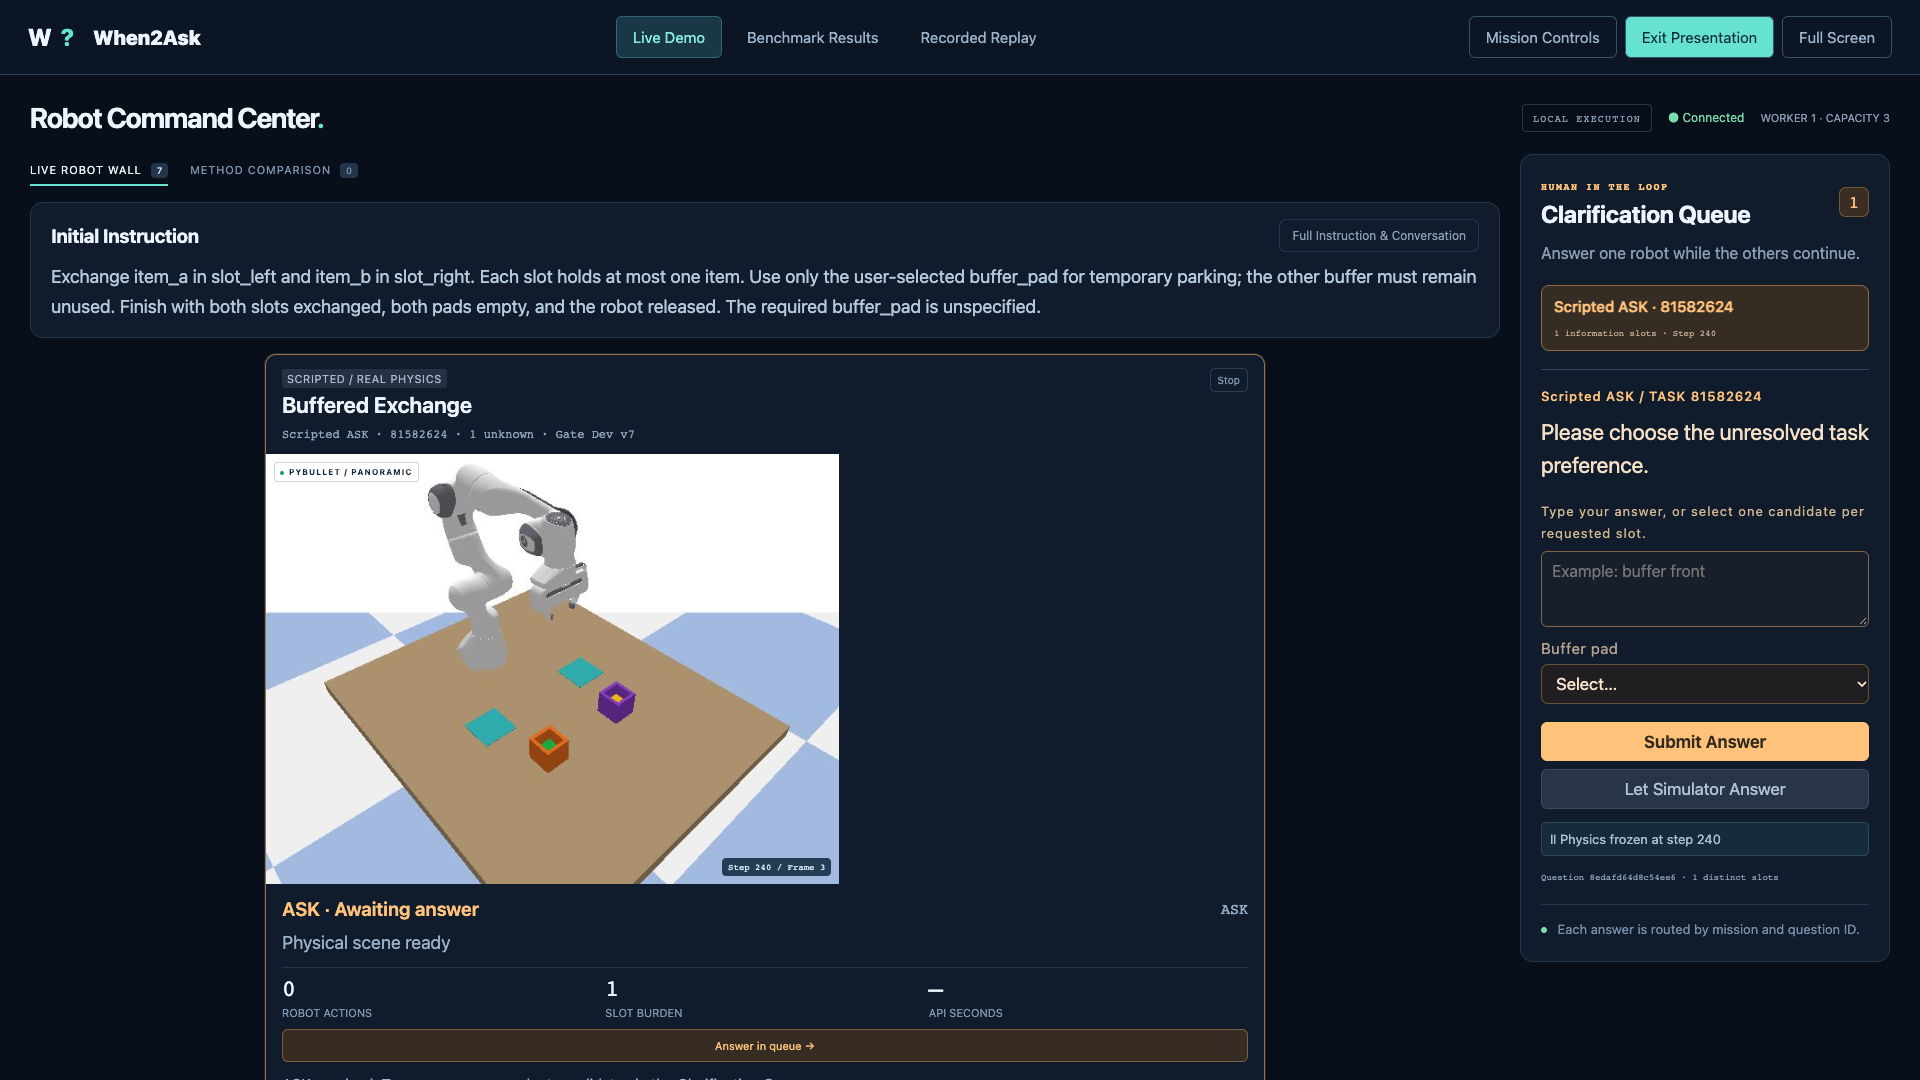 W ? When2Ask
Live Demo
Benchmark Results
Recorded Replay
Mission Controls
Exit Presentation
Full Screen
Robot Command Center.
LOCAL EXECUTION
Connected
WORKER 1 · CAPACITY 3
LIVE ROBOT WALL 7
METHOD COMPARISON 0
Initial Instruction
Full Instruction & Conversation
Exchange item_a in slot_left and item_b in slot_right. Each slot holds at most one item. Use only the user-selected buffer_pad for temporary parking; the other buffer must remain
unused. Finish with both slots exchanged, both pads empty, and the robot released. The required buffer_pad is unspecified.
SCRIPTED / REAL PHYSICS
Stop
Buffered Exchange
Scripted ASK · 81582624 · 1 unknown · Gate Dev v7
PYBULLET / PANORAMIC
Step 240 / Frame 3
ASK · Awaiting answer
ASK
Physical scene ready
0
ROBOT ACTIONS
1
SLOT BURDEN
—
API SECONDS
Answer in queue →
HUMAN IN THE LOOP
Clarification Queue
1
Answer one robot while the others continue.
Scripted ASK · 81582624
1 information slots · Step 240
Scripted ASK / TASK 81582624
Please choose the unresolved task
preference.
Type your answer, or select one candidate per
requested slot.
Example: buffer front
Buffer pad
Select...
Submit Answer
Let Simulator Answer
II Physics frozen at step 240
Question 8edafd64d8c54ee6 · 1 distinct slots
Each answer is routed by mission and question ID.